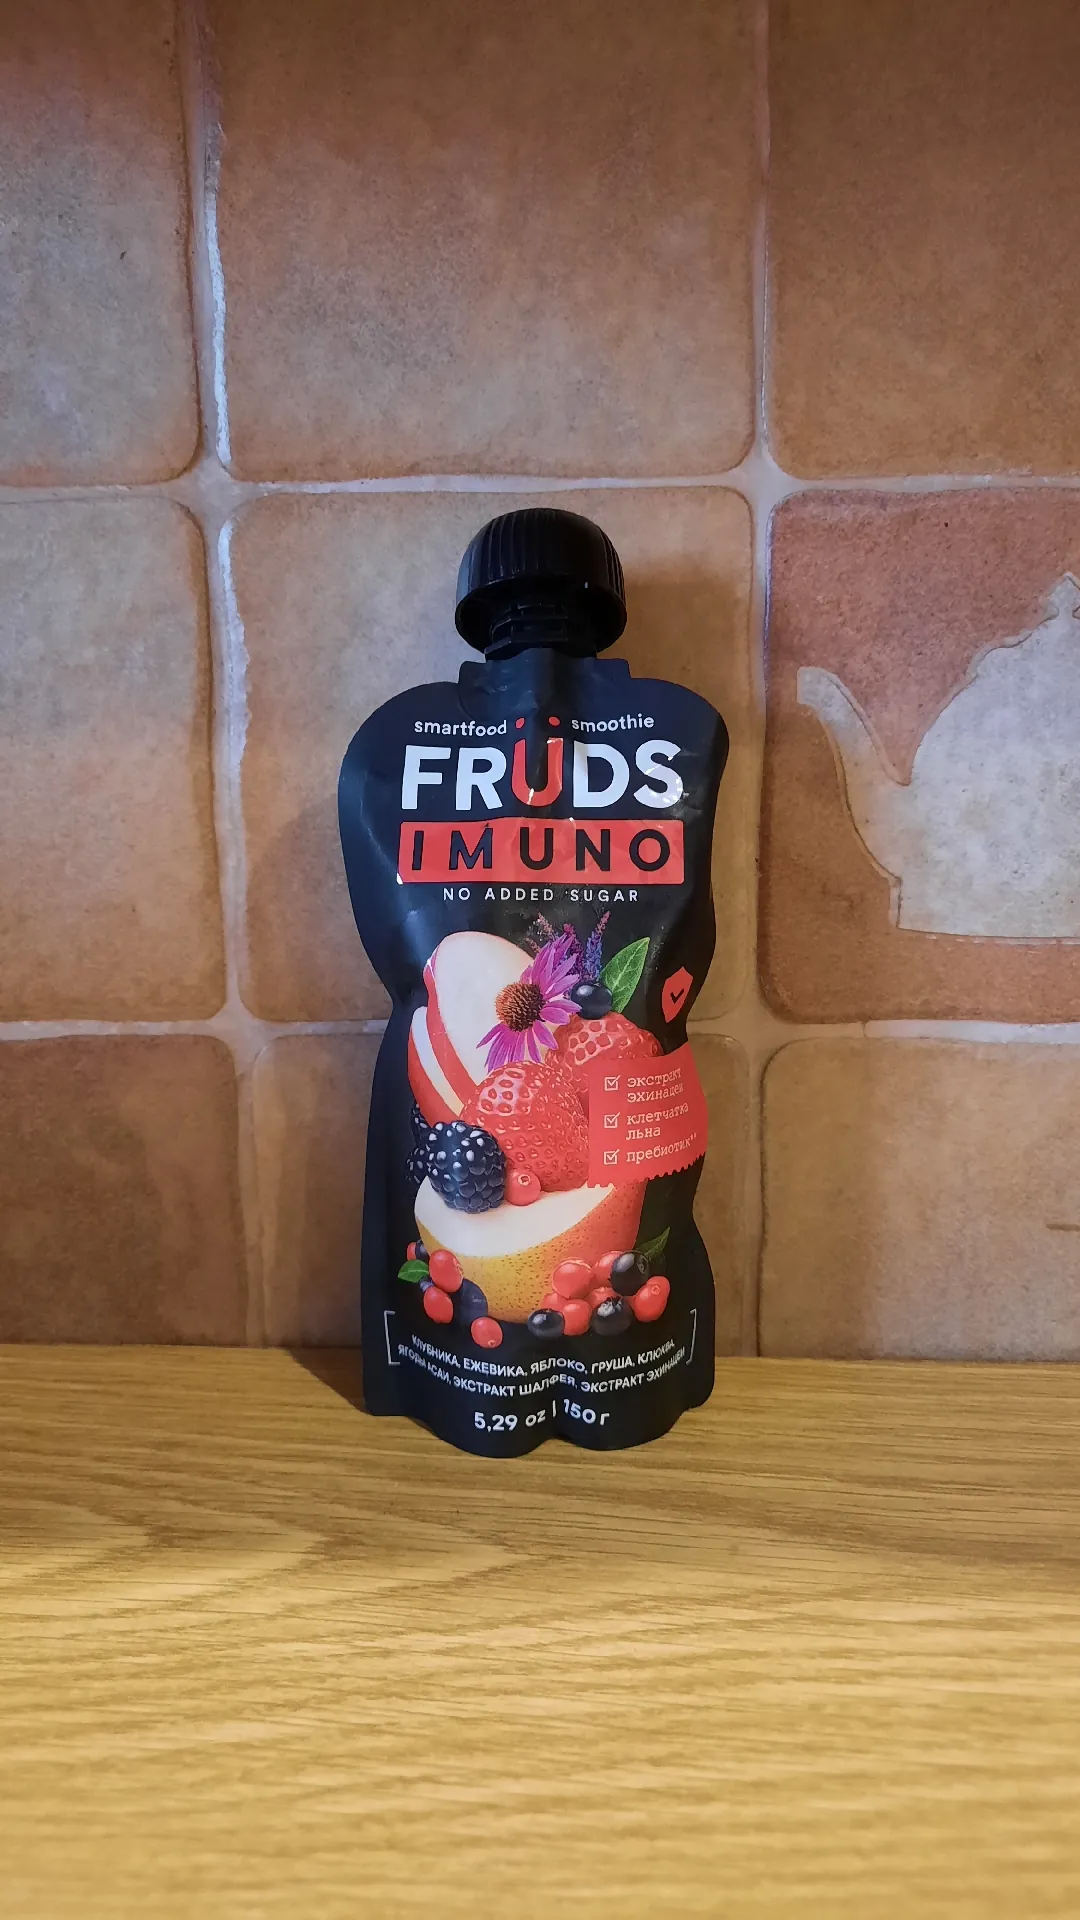 smartfood smoothie
FRÜDS
IMUNO
NO ADDED SUGAR
экстракт
эхинацеи
клетчатка
льна
пребиотик**
КЛУБНИКА, ЕЖЕВИКА, ЯБЛОКО, ГРУША, КЛЮКВА,
ЯГОДЫ АСАИ, ЭКСТРАКТ ШАЛФЕЯ, ЭКСТРАКТ ЭХИНАЦЕИ
5,29 oz | 150 г